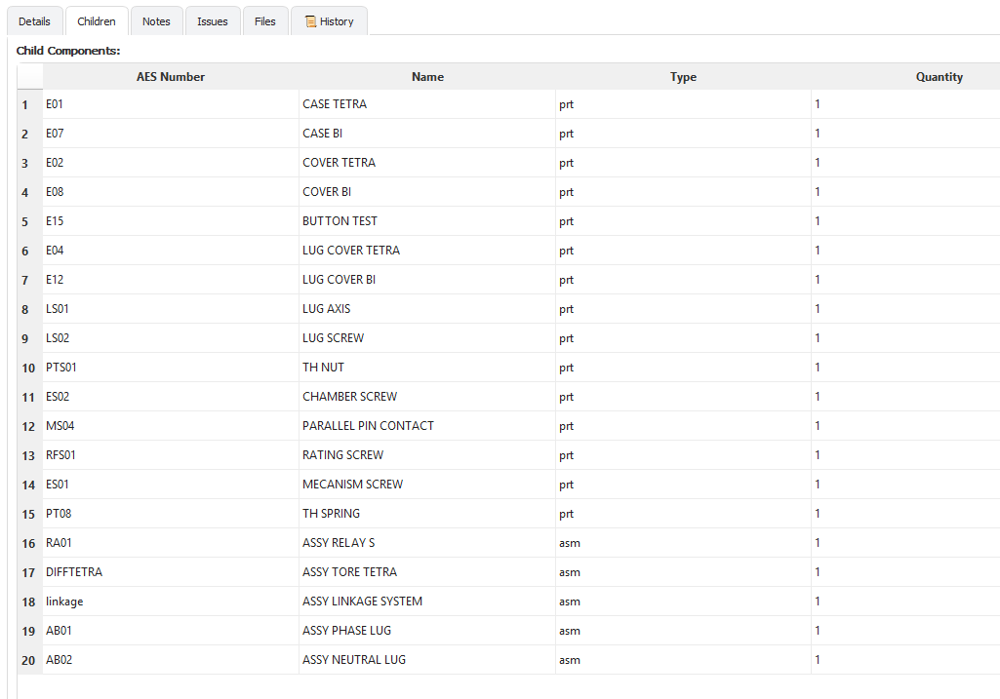 Details Children Notes Issues Files History
Child Components:
AES Number Name Type Quantity
1 E01 CASE TETRA prt 1
2 E07 CASE BI prt 1
3 E02 COVER TETRA prt 1
4 E08 COVER BI prt 1
5 E15 BUTTON TEST prt 1
6 E04 LUG COVER TETRA prt 1
7 E12 LUG COVER BI prt 1
8 LS01 LUG AXIS prt 1
9 LS02 LUG SCREW prt 1
10 PTS01 TH NUT prt 1
11 ES02 CHAMBER SCREW prt 1
12 MS04 PARALLEL PIN CONTACT prt 1
13 RFS01 RATING SCREW prt 1
14 ES01 MECANISM SCREW prt 1
15 PT08 TH SPRING prt 1
16 RA01 ASSY RELAY S asm 1
17 DIFFTETRA ASSY TORE TETRA asm 1
18 linkage ASSY LINKAGE SYSTEM asm 1
19 AB01 ASSY PHASE LUG asm 1
20 AB02 ASSY NEUTRAL LUG asm 1